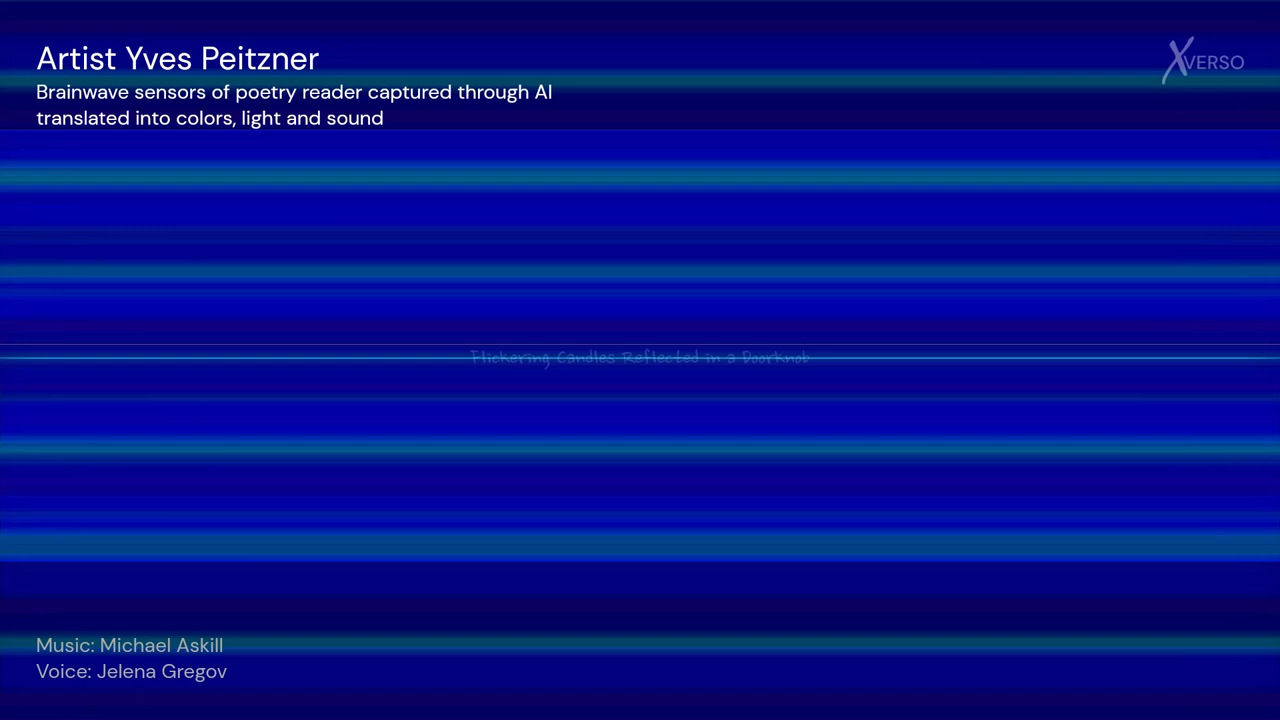 Artist Yves Peitzner
XVERSO
Brainwave sensors of poetry reader captured through AI
translated into colors, light and sound
Flickering Candles Reflected in a Doorknob
Music: Michael Askill
Voice: Jelena Gregov